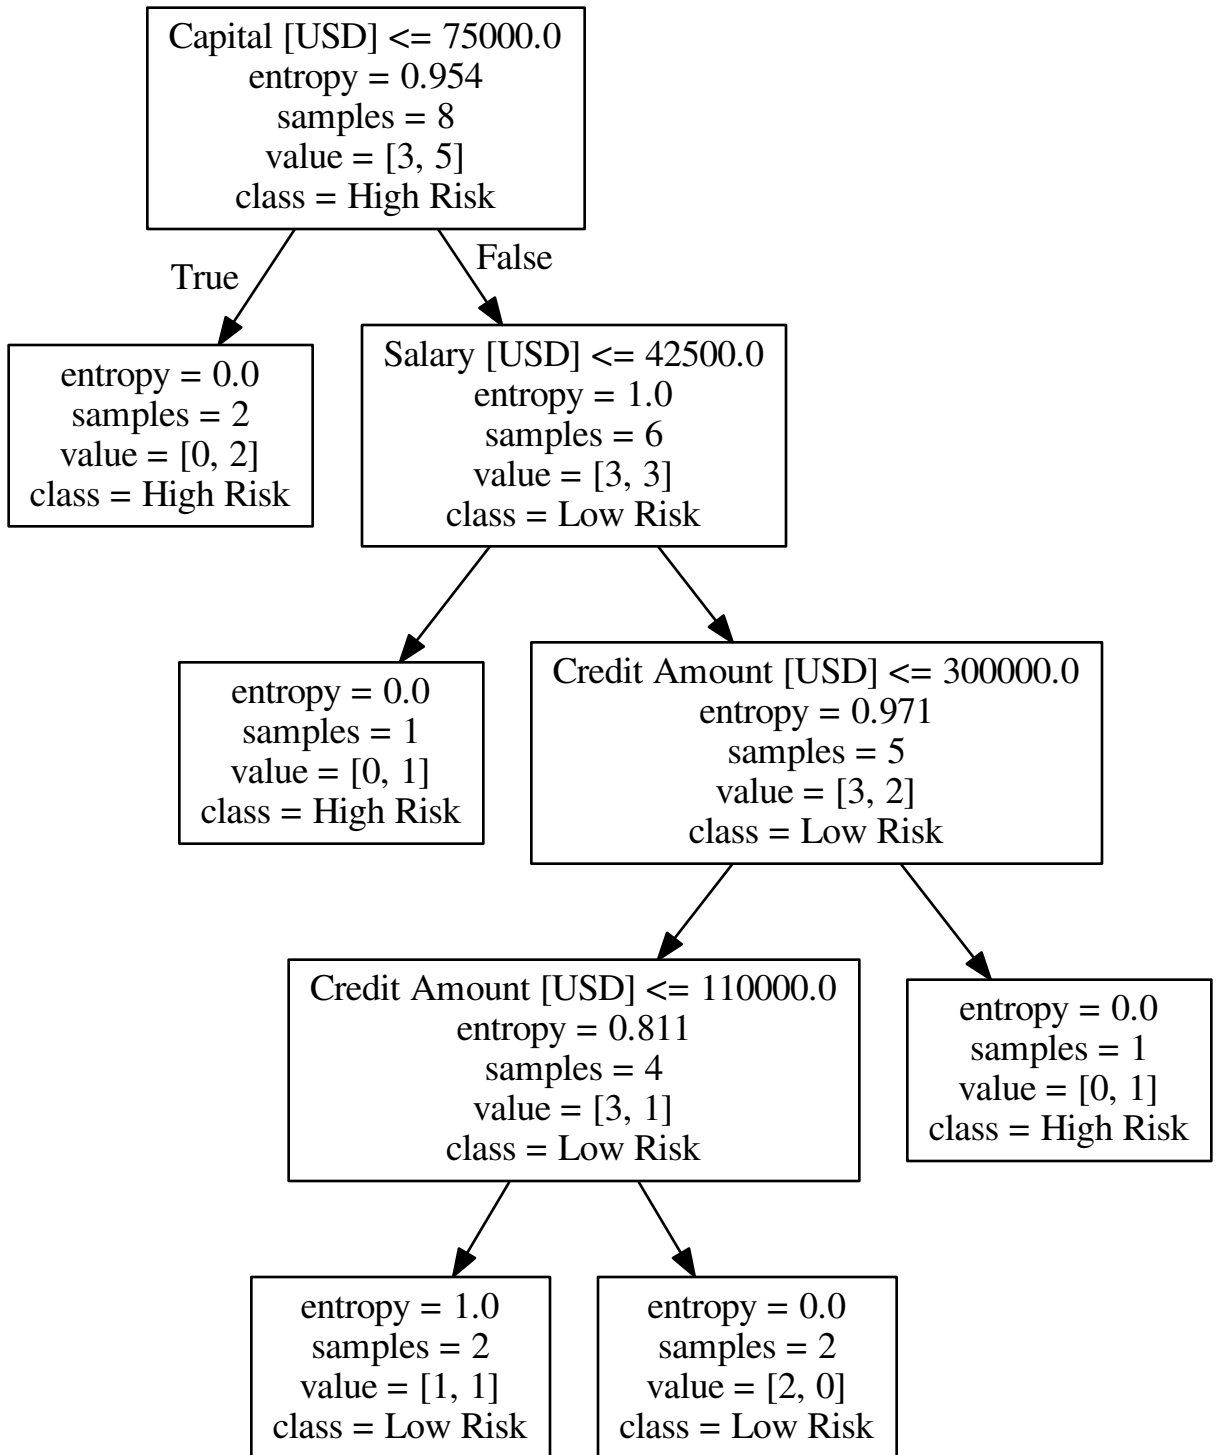 Capital [USD] <= 75000.0
entropy = 0.954
samples = 8
value = [3, 5]
class = High Risk
True
False
entropy = 0.0
samples = 2
value = [0, 2]
class = High Risk
Salary [USD] <= 42500.0
entropy = 1.0
samples = 6
value = [3, 3]
class = Low Risk
entropy = 0.0
samples = 1
value = [0, 1]
class = High Risk
Credit Amount [USD] <= 300000.0
entropy = 0.971
samples = 5
value = [3, 2]
class = Low Risk
Credit Amount [USD] <= 110000.0
entropy = 0.811
samples = 4
value = [3, 1]
class = Low Risk
entropy = 0.0
samples = 1
value = [0, 1]
class = High Risk
entropy = 1.0
samples = 2
value = [1, 1]
class = Low Risk
entropy = 0.0
samples = 2
value = [2, 0]
class = Low Risk